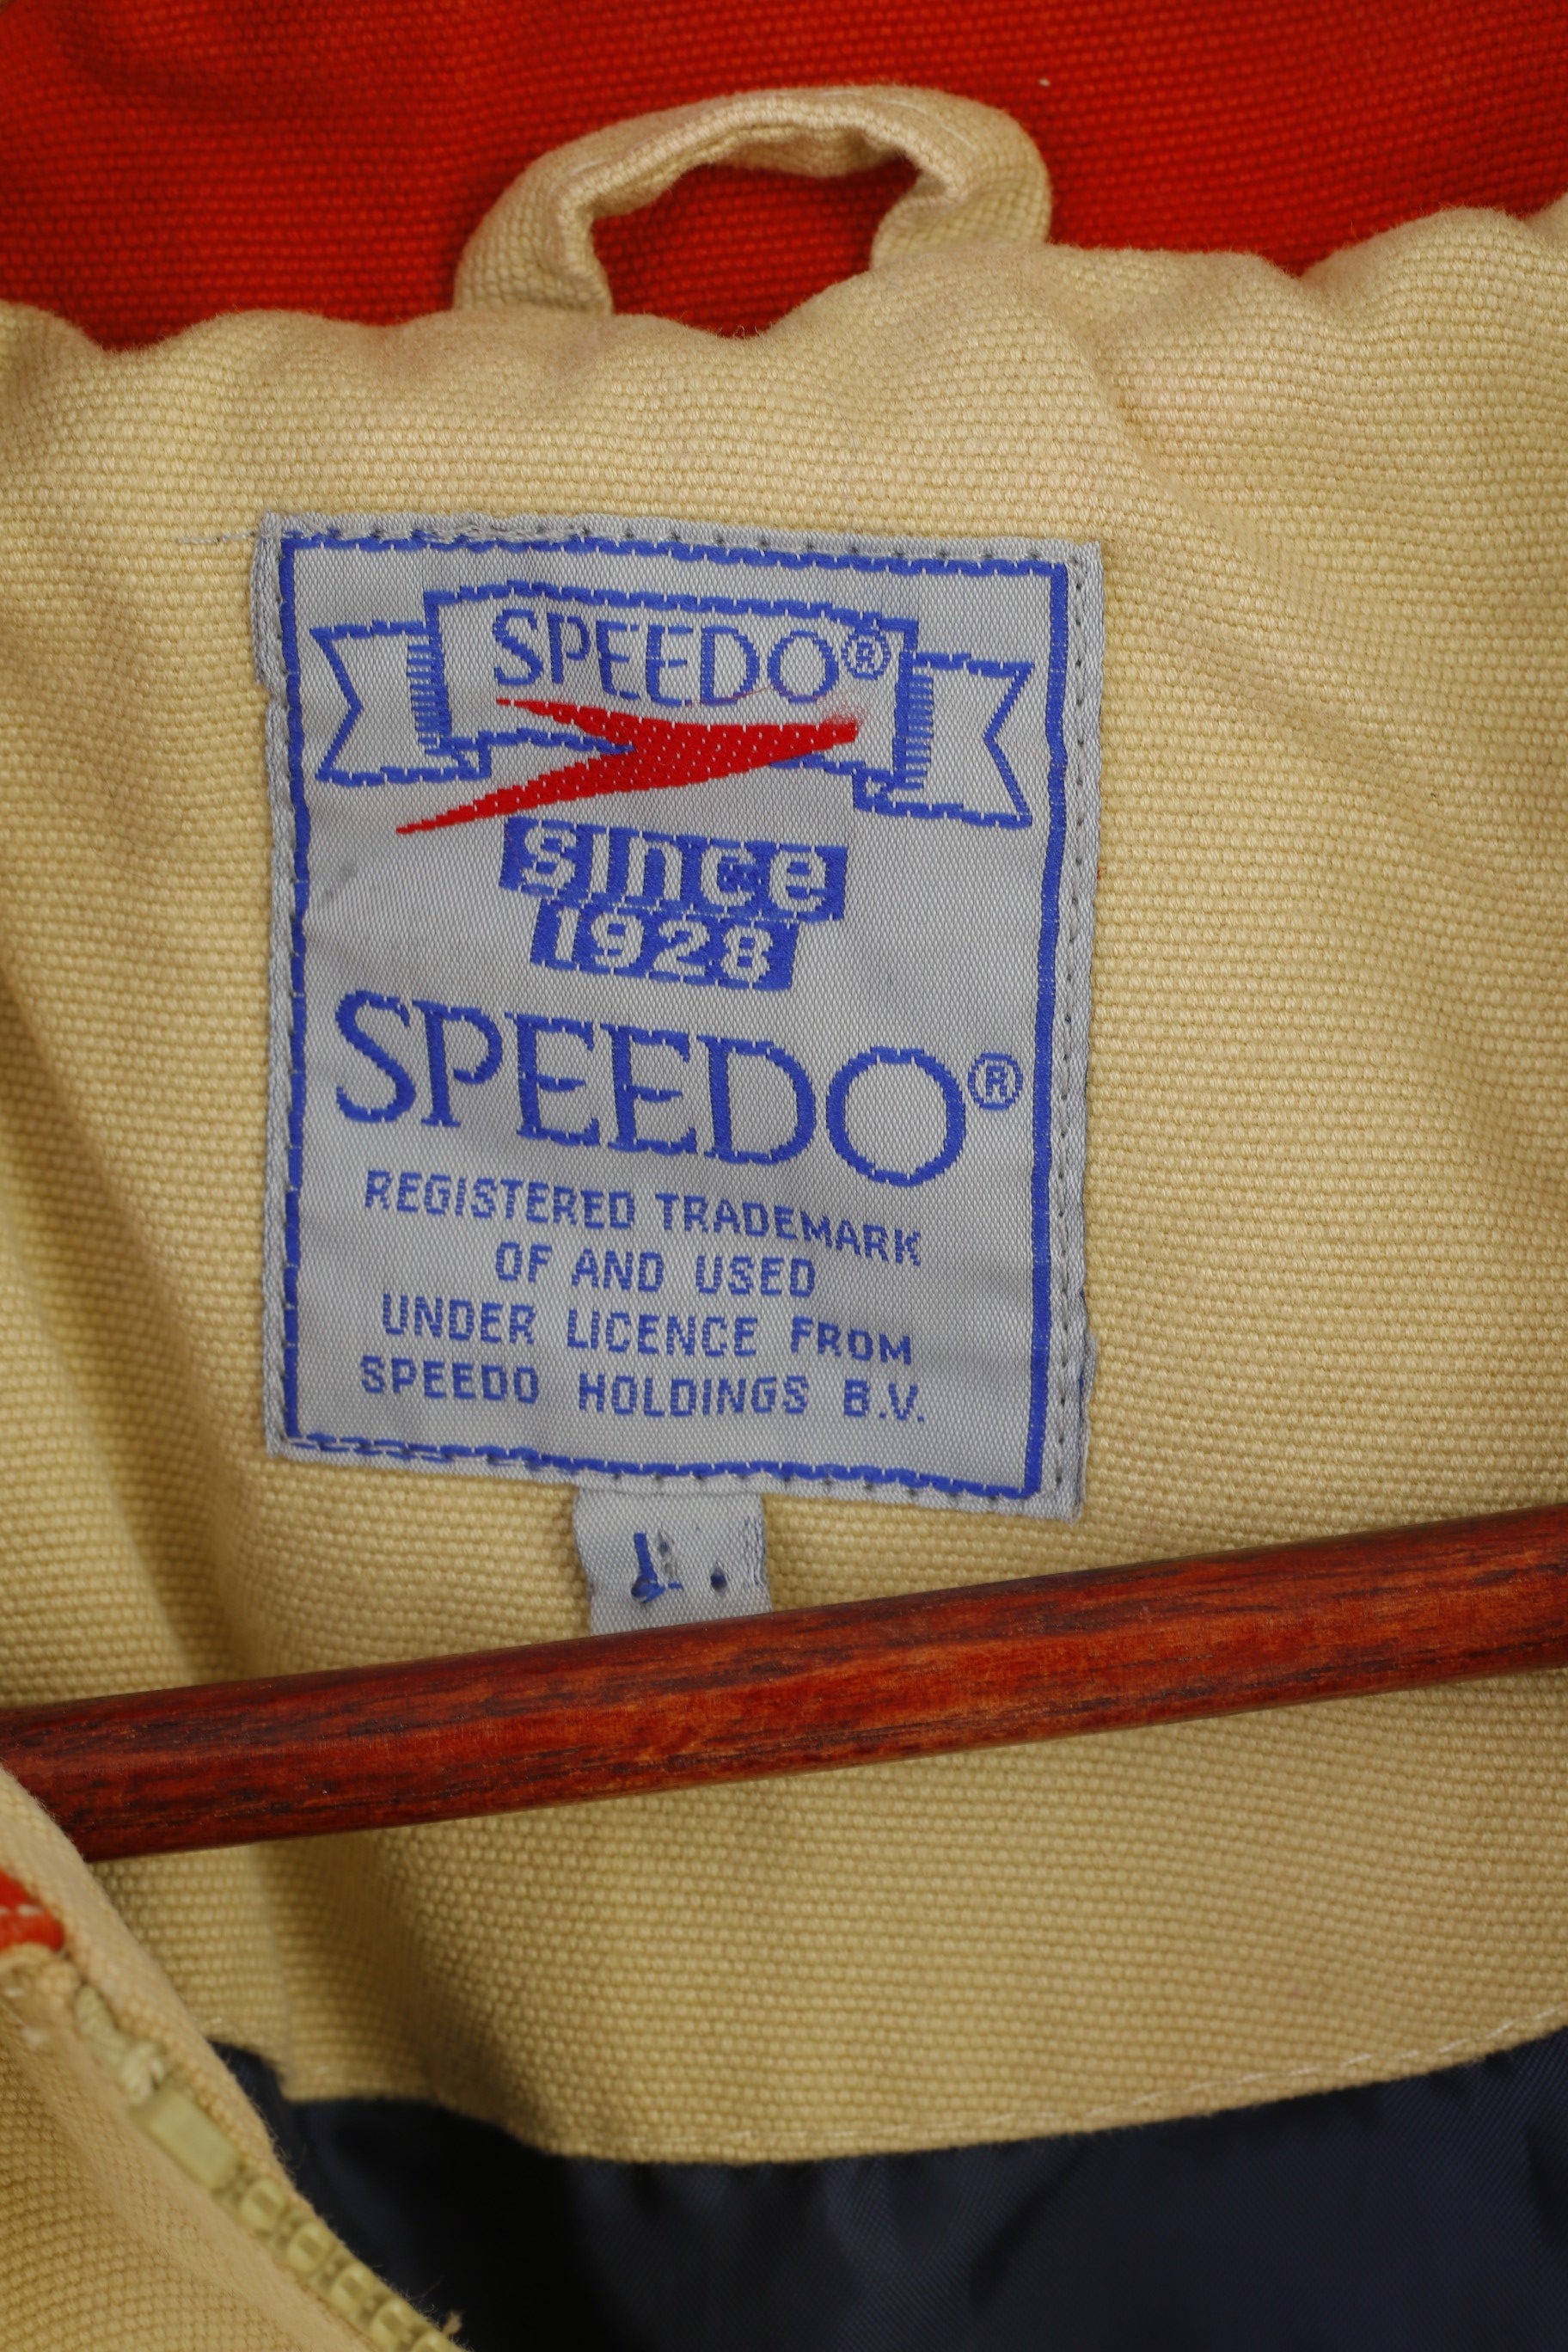 SPEEDO®
since
1928
SPEEDO®
REGISTERED TRADEMARK
OF AND USED
UNDER LICENCE FROM
SPEEDO HOLDINGS B.V.